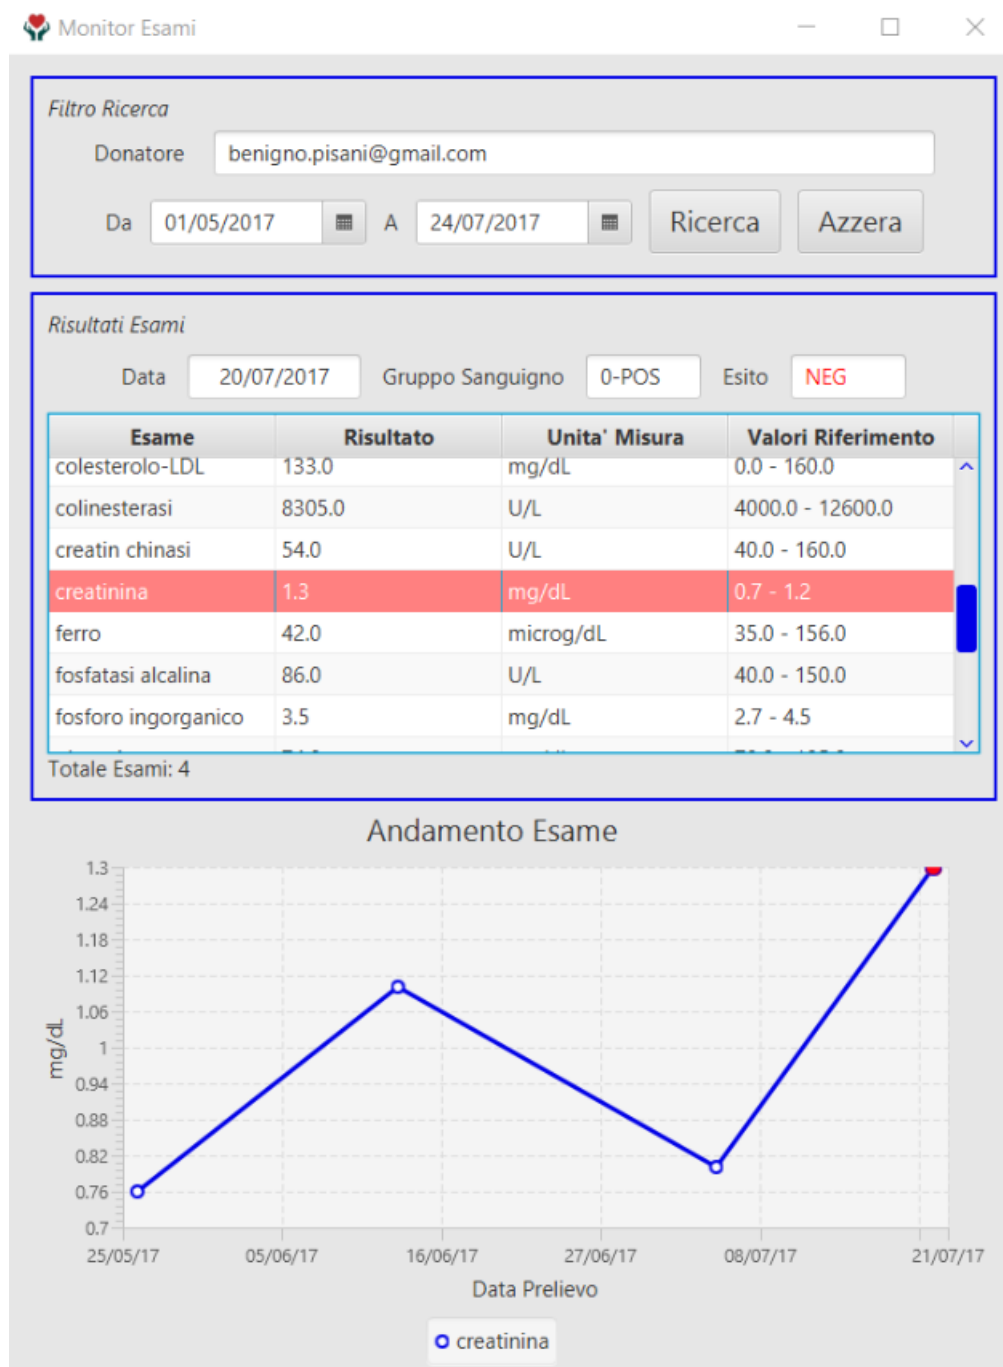 Monitor Esami
Filtro Ricerca
Donatore benigno.pisani@gmail.com
Da 01/05/2017 A 24/07/2017 Ricerca Azzera
Risultati Esami
Data 20/07/2017 Gruppo Sanguigno 0-POS Esito NEG
Esame Risultato Unita' Misura Valori Riferimento
colesterolo-LDL 133.0 mg/dL 0.0 - 160.0
colinesterasi 8305.0 U/L 4000.0 - 12600.0
creatin chinasi 54.0 U/L 40.0 - 160.0
creatinina 1.3 mg/dL 0.7 - 1.2
ferro 42.0 microg/dL 35.0 - 156.0
fosfatasi alcalina 86.0 U/L 40.0 - 150.0
fosforo ingorganico 3.5 mg/dL 2.7 - 4.5
Totale Esami: 4
Andamento Esame
1.3
1.24
1.18
1.12
1.06
1
0.94
0.88
0.82
0.76
0.7
mg/dL
25/05/17 05/06/17 16/06/17 27/06/17 08/07/17 21/07/17
Data Prelievo
creatinina